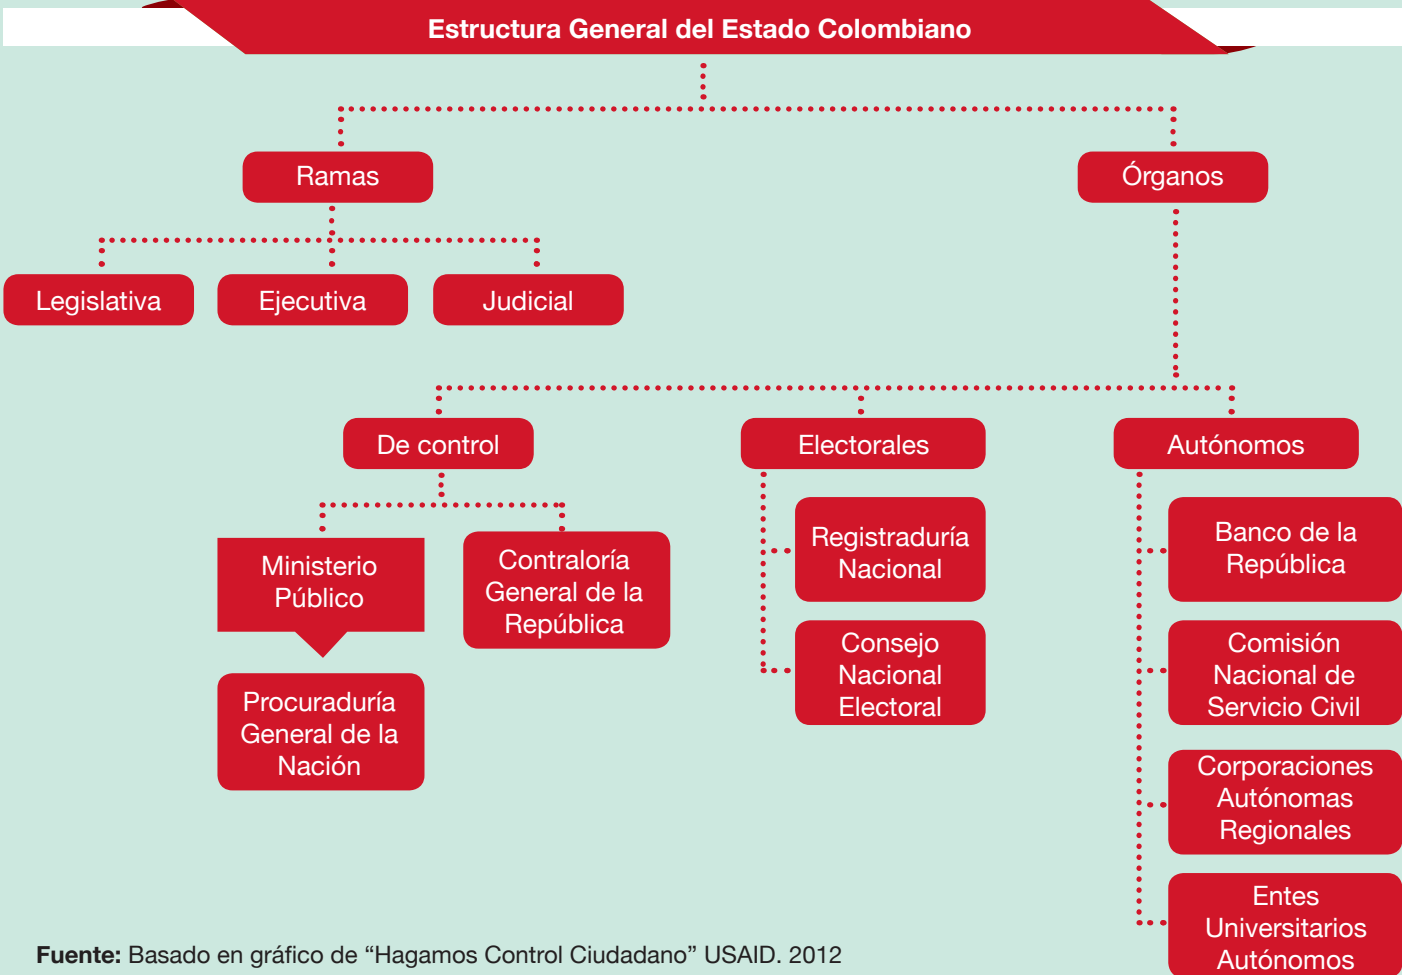 Estructura General del Estado Colombiano
Ramas
Órganos
Legislativa
Ejecutiva
Judicial
De control
Electorales
Autónomos
Ministerio
Público
Contraloría
General de la
República
Procuraduría
General de la
Nación
Registraduría
Nacional
Consejo
Nacional
Electoral
Banco de la
República
Comisión
Nacional de
Servicio Civil
Corporaciones
Autónomas
Regionales
Entes
Universitarios
Autónomos
Fuente: Basado en gráfico de “Hagamos Control Ciudadano” USAID. 2012